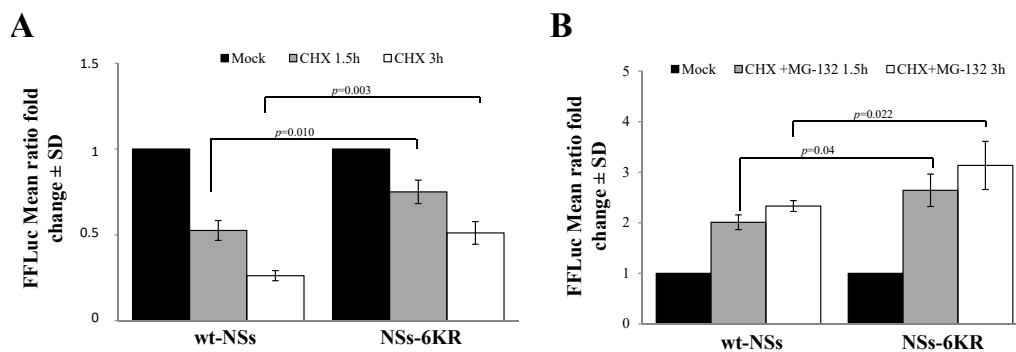 A
Mock CHX 1.5h CHX 3h
1.5
1
0.5
0
FFLuc Mean ratio fold
change ± SD
p=0.003
p=0.010
wt-NSs NSs-6KR
B
Mock CHX +MG-132 1.5h CHX+MG-132 3h
5
4
3
2
1
0
FFLuc Mean ratio fold
change ± SD
p=0.022
p=0.04
wt-NSs NSs-6KR